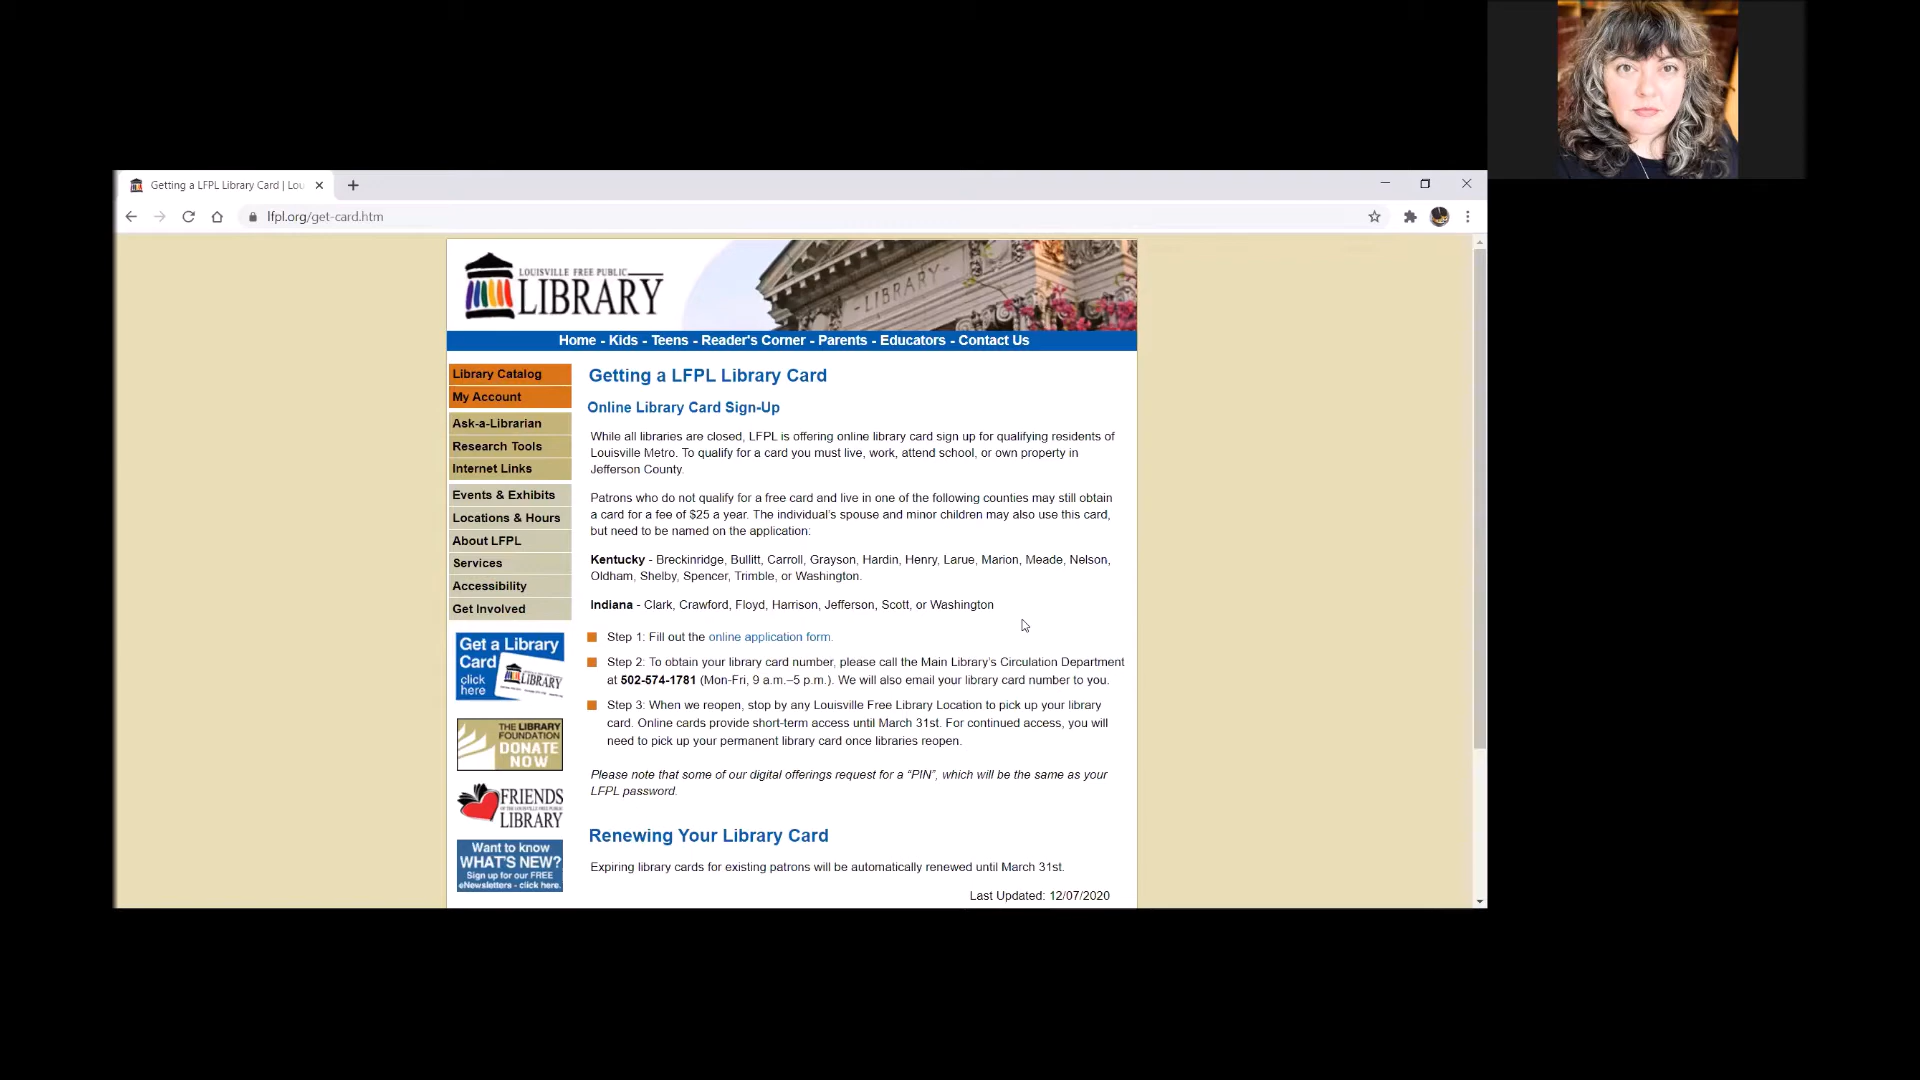 Getting a LFPL Library Card | Lou
lfpl.org/get-card.htm
LOUISVILLE FREE PUBLIC
LIBRARY
LIBRARY
Home - Kids - Teens - Reader's Corner - Parents - Educators - Contact Us
Library Catalog
My Account
Ask-a-Librarian
Research Tools
Internet Links
Events & Exhibits
Locations & Hours
About LFPL
Services
Accessibility
Get Involved
Get a Library
Card
click
here
LIBRARY
THE LIBRARY
FOUNDATION
DONATE
NOW
FRIENDS
OF THE LOUISVILLE FREE PUBLIC
LIBRARY
Want to know
WHAT'S NEW?
Sign up for our FREE
eNewsletters - click here.
Getting a LFPL Library Card
Online Library Card Sign-Up
While all libraries are closed, LFPL is offering online library card sign up for qualifying residents of
Louisville Metro. To qualify for a card you must live, work, attend school, or own property in
Jefferson County.
Patrons who do not qualify for a free card and live in one of the following counties may still obtain
a card for a fee of $25 a year. The individual's spouse and minor children may also use this card,
but need to be named on the application:
Kentucky - Breckinridge, Bullitt, Carroll, Grayson, Hardin, Henry, Larue, Marion, Meade, Nelson,
Oldham, Shelby, Spencer, Trimble, or Washington.
Indiana - Clark, Crawford, Floyd, Harrison, Jefferson, Scott, or Washington
Step 1: Fill out the online application form.
Step 2: To obtain your library card number, please call the Main Library's Circulation Department
at 502-574-1781 (Mon-Fri, 9 a.m.–5 p.m.). We will also email your library card number to you.
Step 3: When we reopen, stop by any Louisville Free Library Location to pick up your library
card. Online cards provide short-term access until March 31st. For continued access, you will
need to pick up your permanent library card once libraries reopen.
Please note that some of our digital offerings request for a “PIN”, which will be the same as your
LFPL password.
Renewing Your Library Card
Expiring library cards for existing patrons will be automatically renewed until March 31st.
Last Updated: 12/07/2020